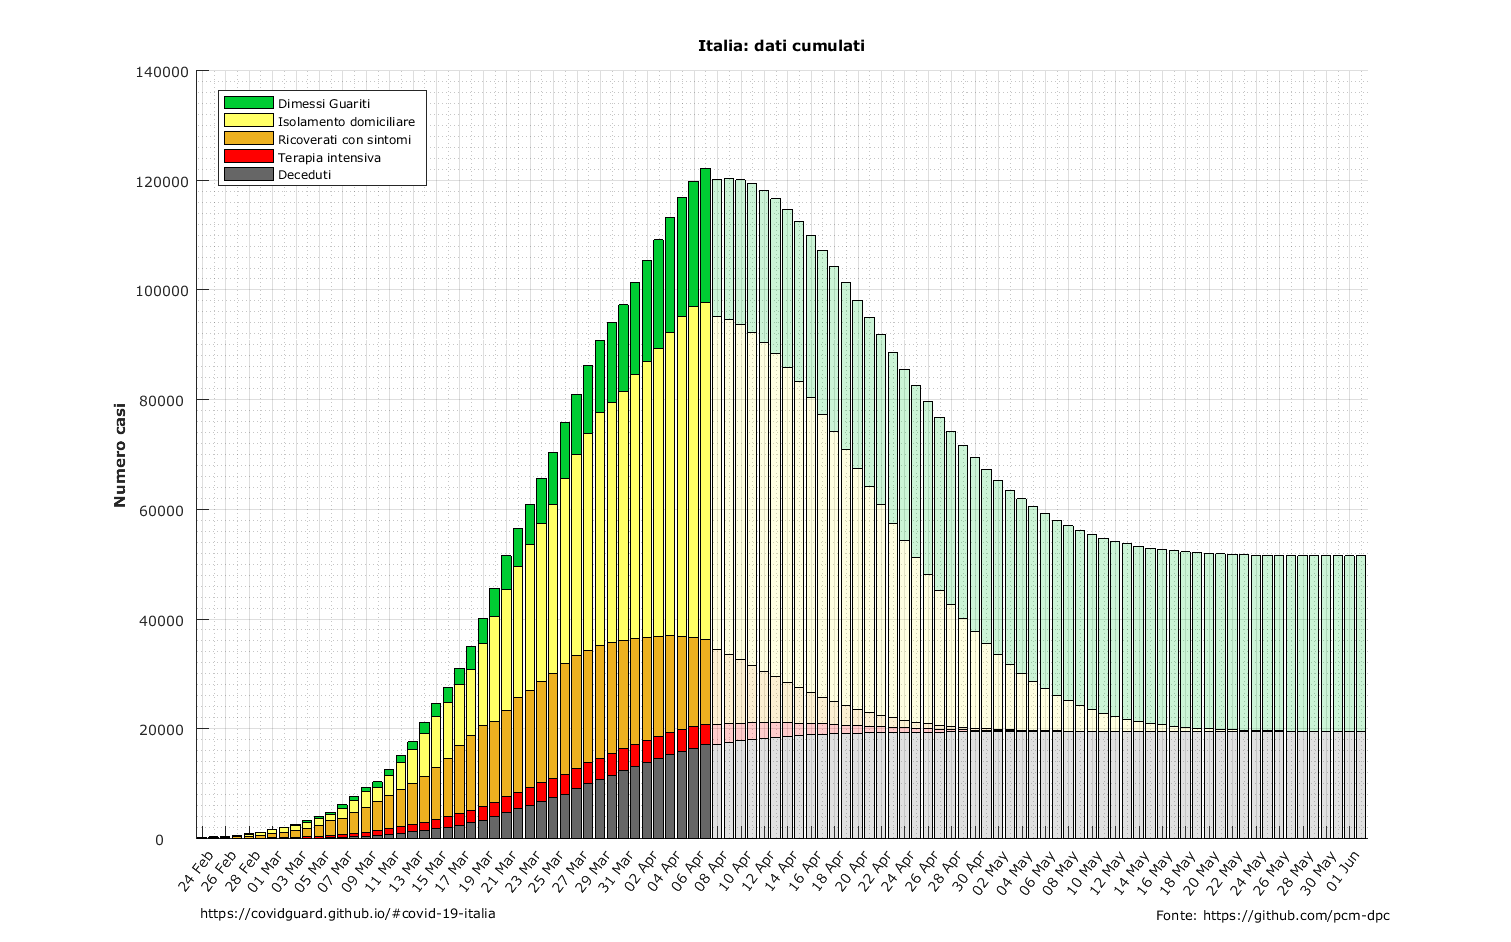 Italia: dati cumulati
140000
120000
100000
80000
60000
40000
20000
0
Numero casi
Dimessi Guariti
Isolamento domiciliare
Ricoverati con sintomi
Terapia intensiva
Deceduti
24 Feb
26 Feb
28 Feb
01 Mar
03 Mar
05 Mar
07 Mar
09 Mar
11 Mar
13 Mar
15 Mar
17 Mar
19 Mar
21 Mar
23 Mar
25 Mar
27 Mar
29 Mar
31 Mar
02 Apr
04 Apr
06 Apr
08 Apr
10 Apr
12 Apr
14 Apr
16 Apr
18 Apr
20 Apr
22 Apr
24 Apr
26 Apr
28 Apr
30 Apr
02 May
04 May
06 May
08 May
10 May
12 May
14 May
16 May
18 May
20 May
22 May
24 May
26 May
28 May
30 May
01 Jun
https://covidguard.github.io/#covid-19-italia
Fonte: https://github.com/pcm-dpc